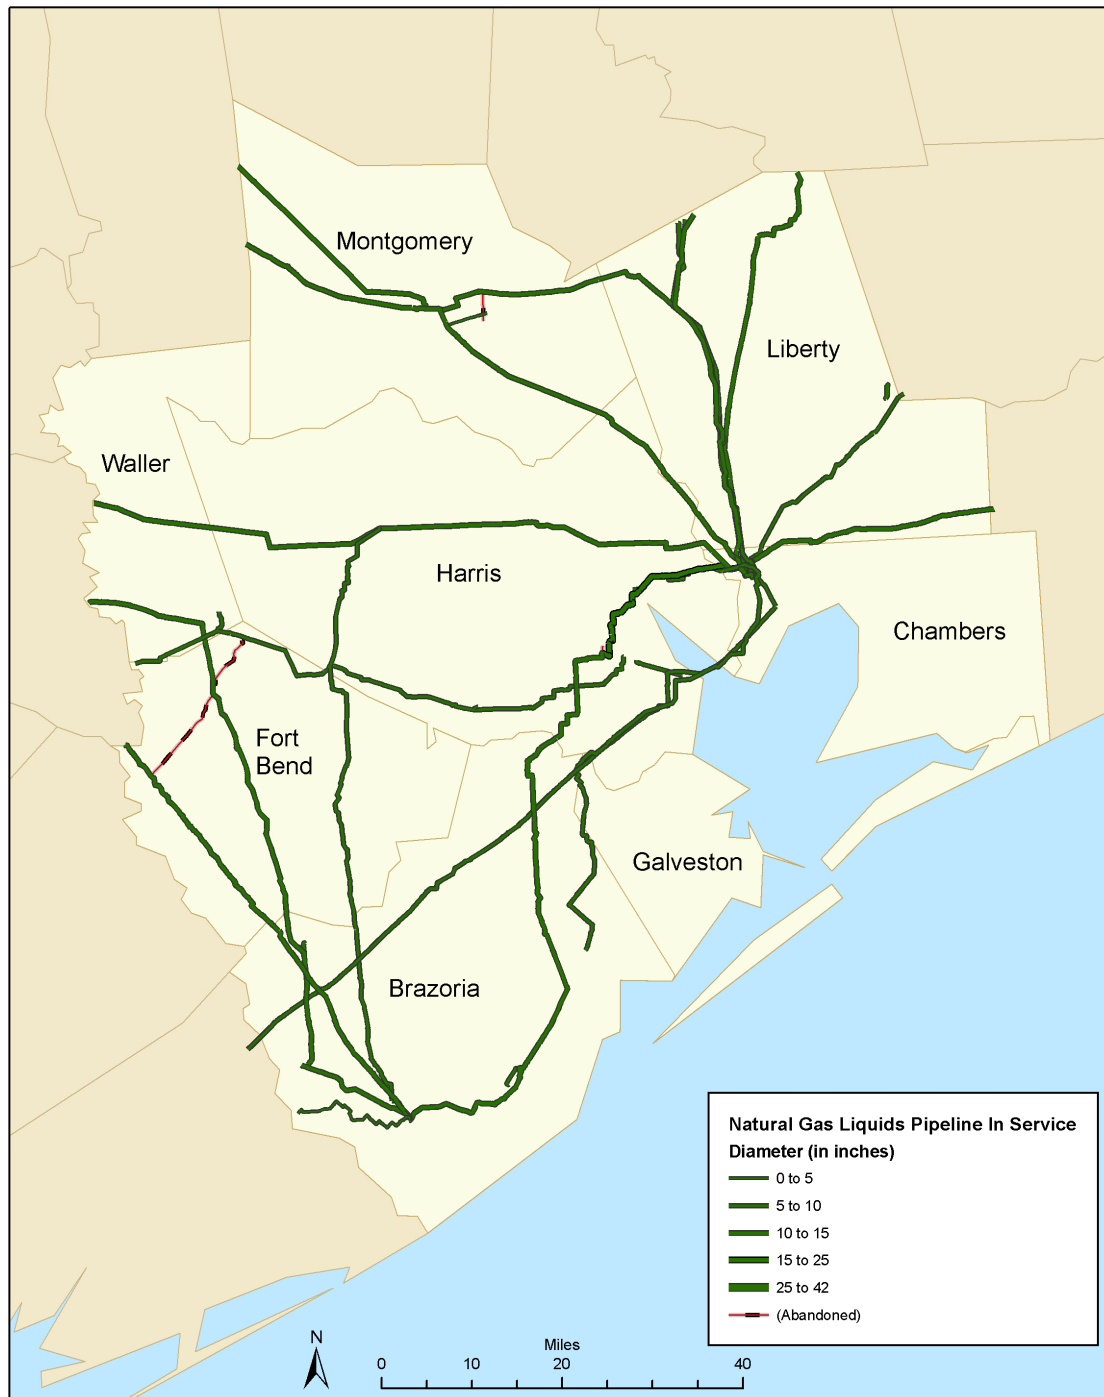 Montgomery
Liberty
Waller
Harris
Chambers
Fort
Bend
Galveston
Brazoria
Natural Gas Liquids Pipeline In Service
Diameter (in inches)
0 to 5
5 to 10
10 to 15
15 to 25
25 to 42
(Abandoned)
N
Miles
0 10 20 40